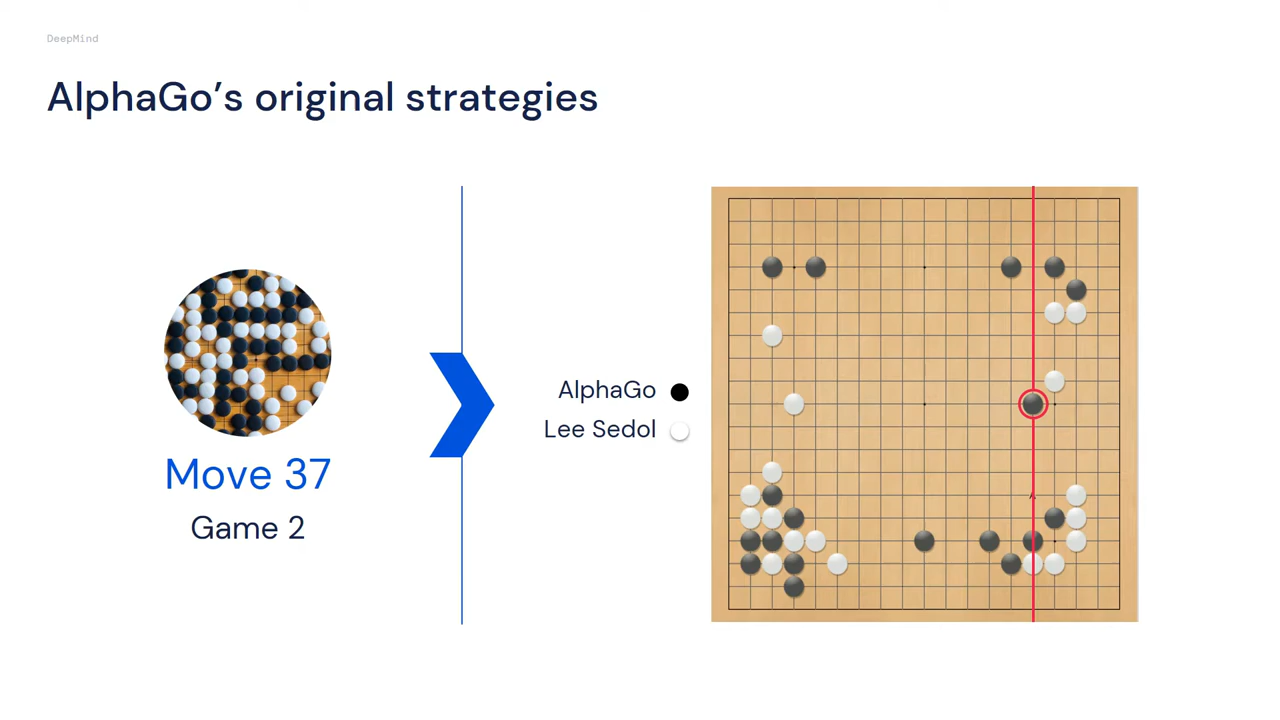 DeepMind
AlphaGo’s original strategies
Move 37
Game 2
AlphaGo
Lee Sedol
A